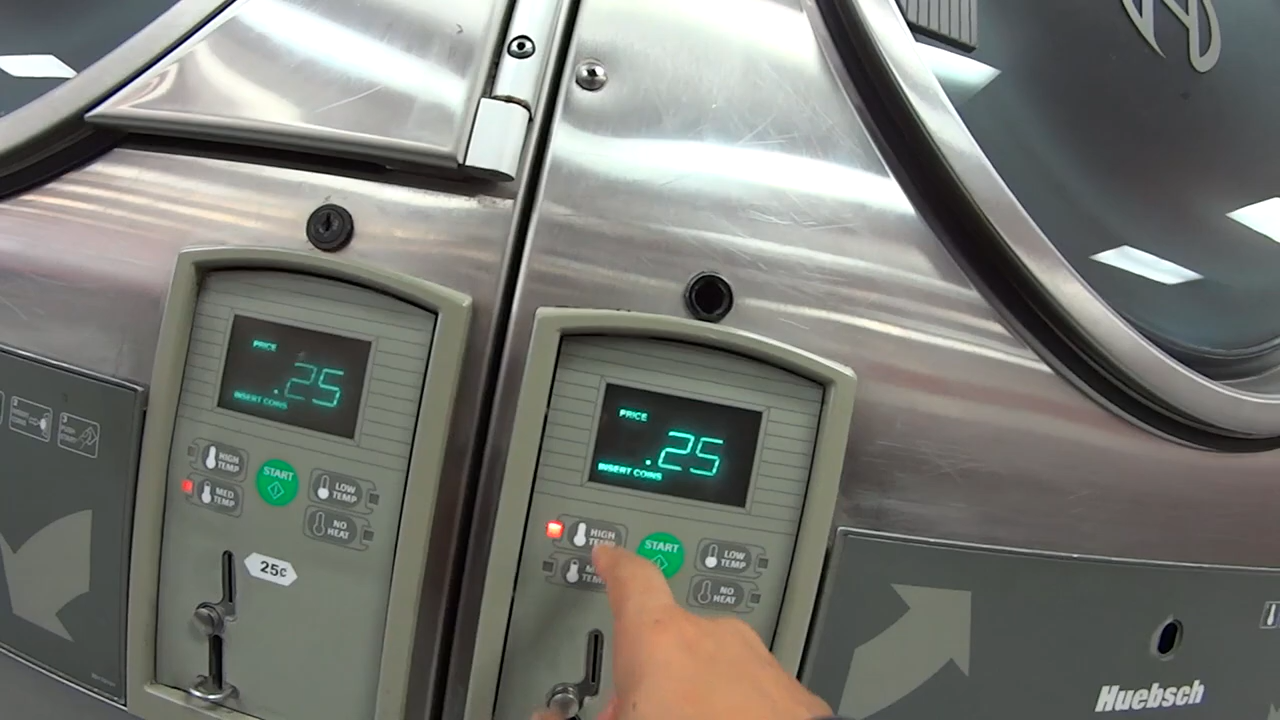 PRICE
.25
INSERT COINS
HIGH
TEMP
MED
TEMP
START
LOW
TEMP
NO
HEAT
25¢
PRICE
.25
INSERT COINS
HIGH
TEMP
START
LOW
TEMP
NO
HEAT
Huebsch